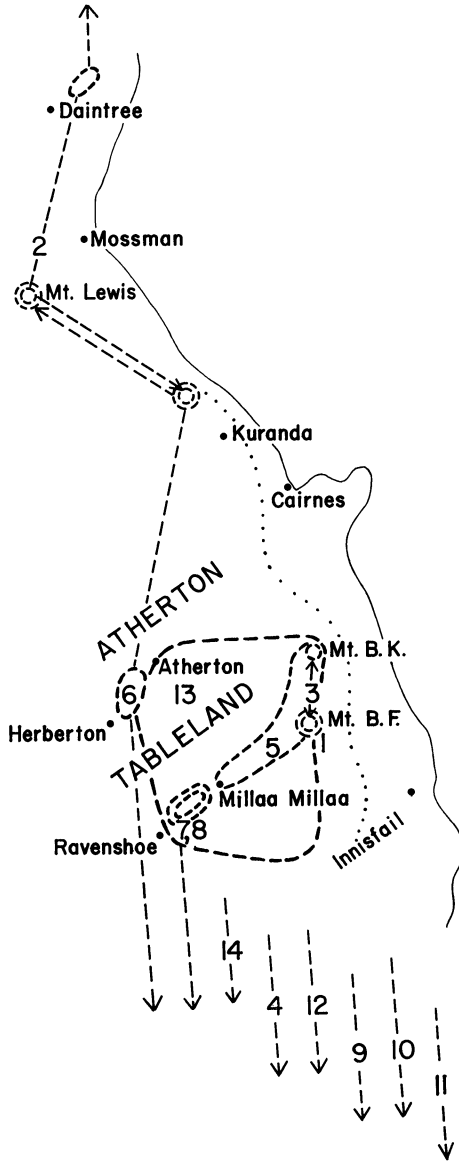 Daintree
Mossman
2
Mt. Lewis
Kuranda
Cairnes
ATHERTON
Mt. B. K.
Atherton
6
13
3
Mt. B. F.
Herberton
TABLELAND
1
5
Millaa Millaa
78
Ravenshoe
Innisfail
14
4
12
9
10
11